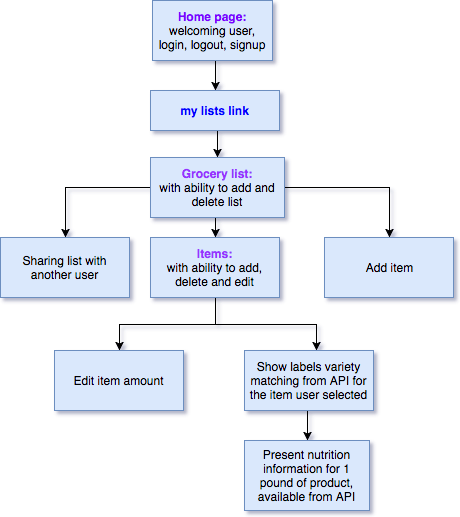 Home page:
welcoming user,
login, logout, signup
my lists link
Grocery list:
with ability to add and
delete list
Sharing list with
another user
Items:
with ability to add,
delete and edit
Add item
Edit item amount
Show labels variety
matching from API for
the item user selected
Present nutrition
information for 1
pound of product,
available from API